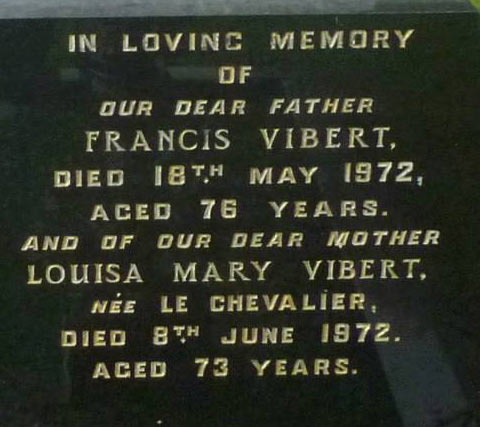 IN LOVING MEMORY
OF
OUR DEAR FATHER
FRANCIS VIBERT,
DIED 18TH MAY 1972,
AGED 76 YEARS.
AND OF OUR DEAR MOTHER
LOUISA MARY VIBERT,
NÉE LE CHEVALIER,
DIED 8TH JUNE 1972.
AGED 73 YEARS.